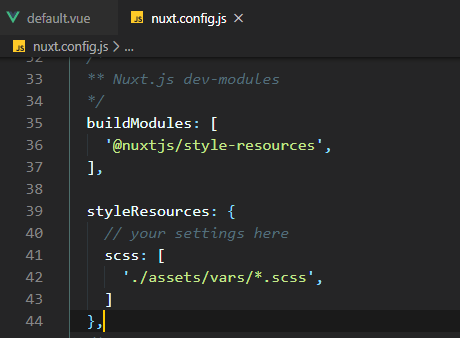 default.vue nuxt.config.js
JS nuxt.config.js > ...
32 /
33 ** Nuxt.js dev-modules
34 */
35 buildModules: [
36 '@nuxtjs/style-resources',
37 ],
38
39 styleResources: {
40 // your settings here
41 scss: [
42 './assets/vars/*.scss',
43 ]
44 },